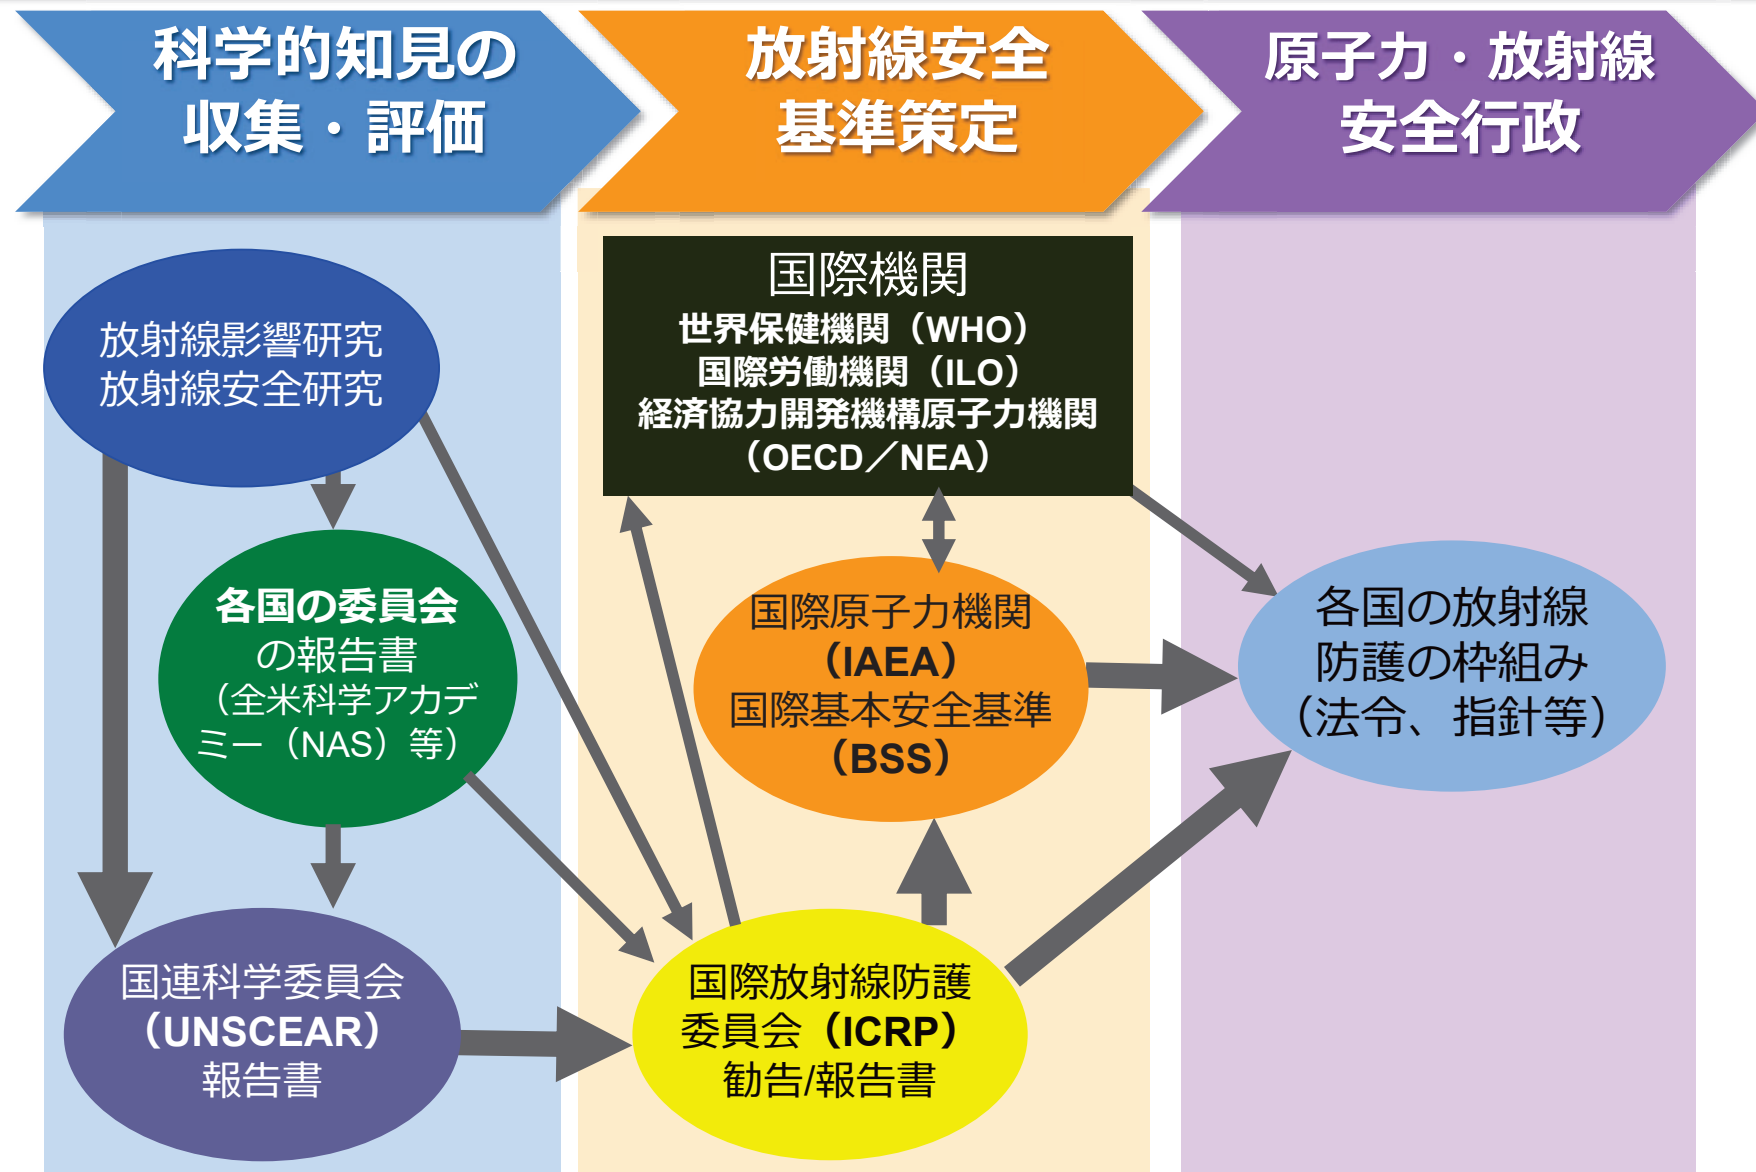 科学的知見の
収集・評価
放射線安全
基準策定
原子力・放射線
安全行政
放射線影響研究
放射線安全研究
各国の委員会
の報告書
（全米科学アカデ
ミー（NAS）等）
国連科学委員会
（UNSCEAR）
報告書
国際機関
世界保健機関（WHO）
国際労働機関（ILO）
経済協力開発機構原子力機関
（OECD／NEA）
国際原子力機関
（IAEA）
国際基本安全基準
（BSS）
国際放射線防護
委員会（ICRP）
勧告/報告書
各国の放射線
防護の枠組み
（法令、指針等）